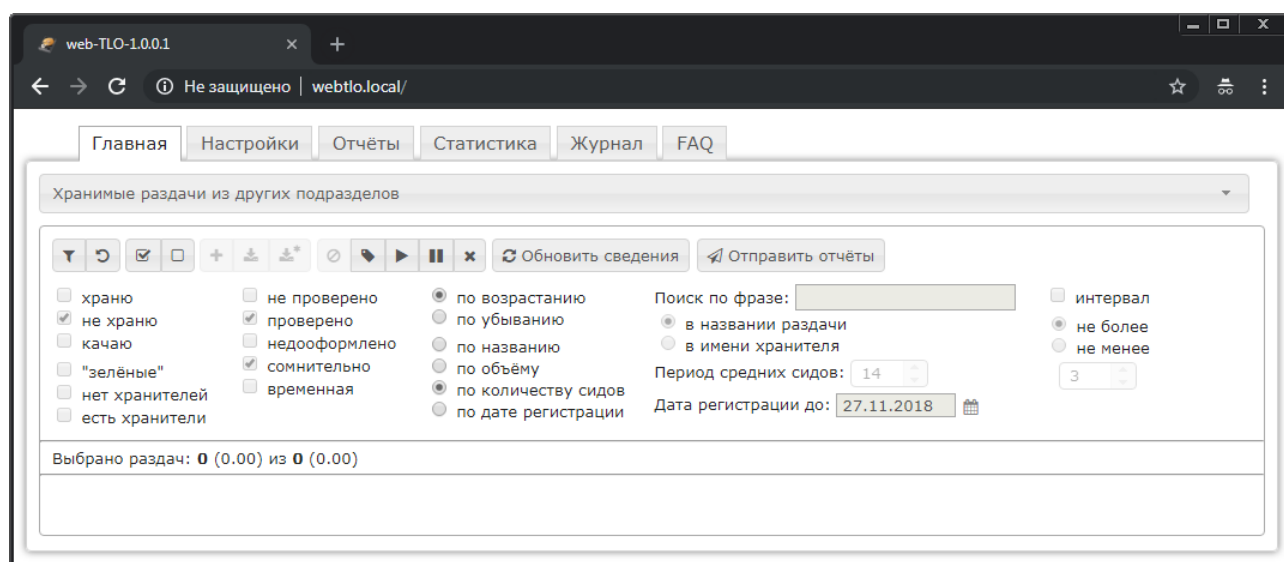 web-TLO-1.0.0.1
Не защищено | webtlo.local/
Главная Настройки Отчёты Статистика Журнал FAQ
Хранимые раздачи из других подразделов
Обновить сведения Отправить отчёты
храню не проверено по возрастанию Поиск по фразе: интервал
не храню проверено по убыванию в названии раздачи не более
качаю недооформлено по названию в имени хранителя не менее
"зелёные" сомнительно по объёму Период средних сидов: 14 3
нет хранителей временная по количеству сидов
есть хранители по дате регистрации Дата регистрации до: 27.11.2018
Выбрано раздач: 0 (0.00) из 0 (0.00)